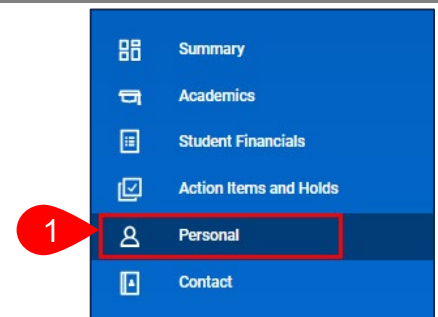 Summary
Academics
Student Financials
Action Items and Holds
1
Personal
Contact